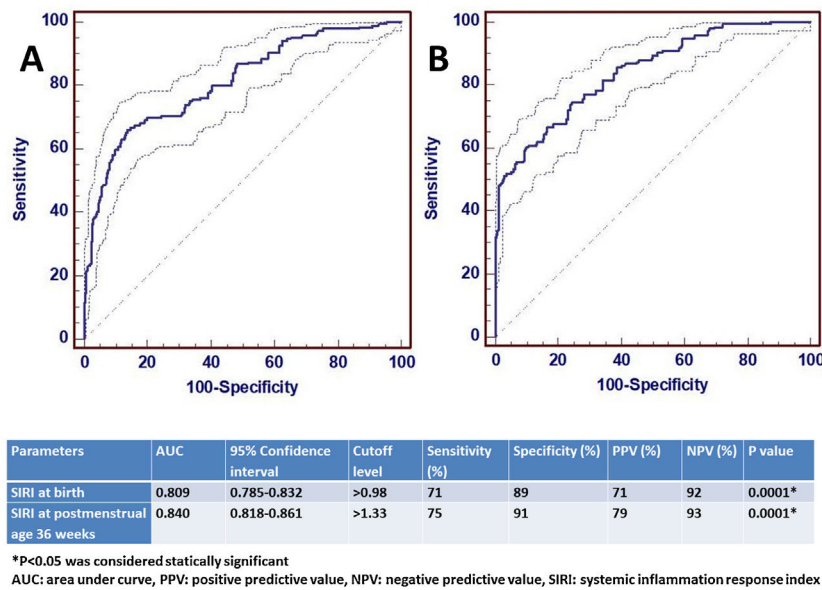 A
B
100
80
60
40
20
0
Sensitivity
0 20 40 60 80 100
100-Specificity
100
80
60
40
20
0
Sensitivity
0 20 40 60 80 100
100-Specificity
Parameters AUC 95% Confidence interval Cutoff level Sensitivity (%) Specificity (%) PPV (%) NPV (%) P value
SIRI at birth 0.809 0.785-0.832 >0.98 71 89 71 92 0.0001*
SIRI at postmenstrual age 36 weeks 0.840 0.818-0.861 >1.33 75 91 79 93 0.0001*
*P<0.05 was considered statically significant
AUC: area under curve, PPV: positive predictive value, NPV: negative predictive value, SIRI: systemic inflammation response index